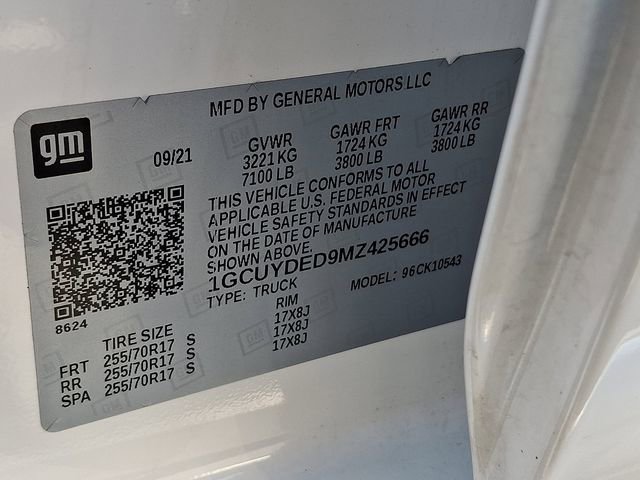 MFD BY GENERAL MOTORS LLC
gm
09/21
GVWR
3221 KG
7100 LB
GAWR FRT
1724 KG
3800 LB
GAWR RR
1724 KG
3800 LB
THIS VEHICLE CONFORMS TO ALL
APPLICABLE U.S. FEDERAL MOTOR
VEHICLE SAFETY STANDARDS IN EFFECT
ON THE DATE OF MANUFACTURE
SHOWN ABOVE.
1GCUYDED9MZ425666
TYPE: TRUCK
MODEL: 96CK10543
8624
TIRE SIZE RIM
FRT 255/70R17 S 17X8J
RR 255/70R17 S 17X8J
SPA 255/70R17 S 17X8J